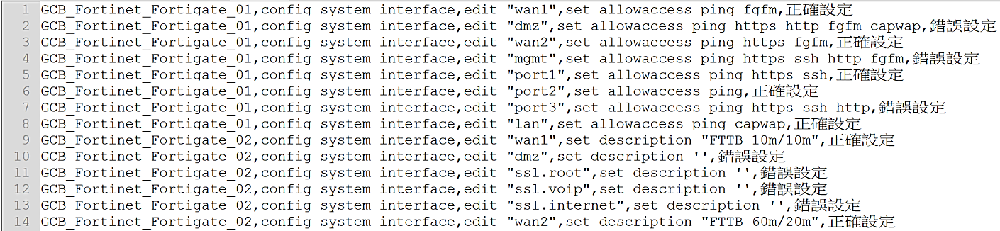 1 GCB_Fortinet_Fortigate_01,config system interface,edit "wan1",set allowaccess ping fgfm,正確設定
2 GCB_Fortinet_Fortigate_01,config system interface,edit "dmz",set allowaccess ping https http fgfm capwap,錯誤設定
3 GCB_Fortinet_Fortigate_01,config system interface,edit "wan2",set allowaccess ping https fgfm,正確設定
4 GCB_Fortinet_Fortigate_01,config system interface,edit "mgmt",set allowaccess ping https ssh http fgfm,錯誤設定
5 GCB_Fortinet_Fortigate_01,config system interface,edit "port1",set allowaccess ping https ssh,正確設定
6 GCB_Fortinet_Fortigate_01,config system interface,edit "port2",set allowaccess ping,正確設定
7 GCB_Fortinet_Fortigate_01,config system interface,edit "port3",set allowaccess ping https ssh http,錯誤設定
8 GCB_Fortinet_Fortigate_01,config system interface,edit "lan",set allowaccess ping capwap,正確設定
9 GCB_Fortinet_Fortigate_02,config system interface,edit "wan1",set description "FTTB 10m/10m",正確設定
10 GCB_Fortinet_Fortigate_02,config system interface,edit "dmz",set description '',錯誤設定
11 GCB_Fortinet_Fortigate_02,config system interface,edit "ssl.root",set description '',錯誤設定
12 GCB_Fortinet_Fortigate_02,config system interface,edit "ssl.voip",set description '',錯誤設定
13 GCB_Fortinet_Fortigate_02,config system interface,edit "ssl.internet",set description '',錯誤設定
14 GCB_Fortinet_Fortigate_02,config system interface,edit "wan2",set description "FTTB 60m/20m",正確設定